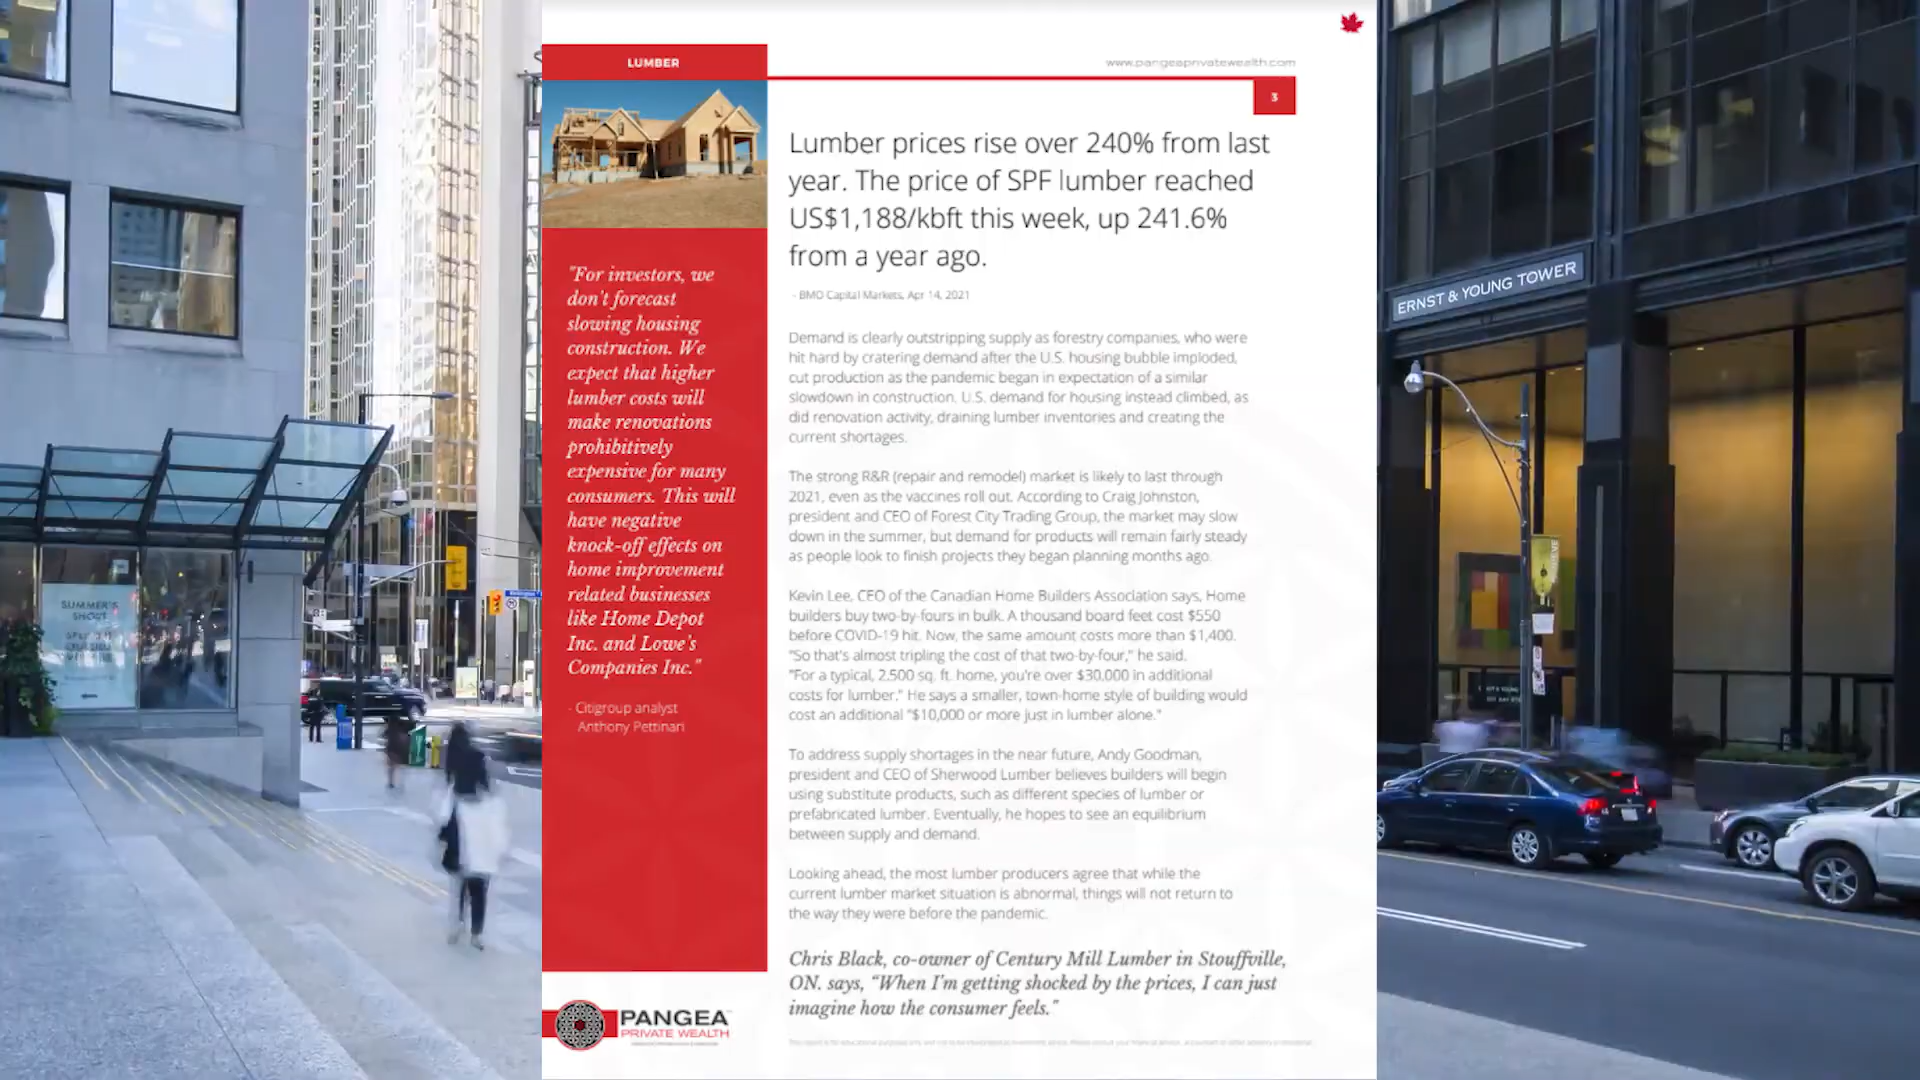 LUMBER
www.pangeaprivatewealth.com
3
Lumber prices rise over 240% from last
year. The price of SPF lumber reached
US$1,188/kbft this week, up 241.6%
from a year ago.
- BMO Capital Markets, Apr 14, 2021
"For investors, we
don't forecast
slowing housing
construction. We
expect that higher
lumber costs will
make renovations
prohibitively
expensive for many
consumers. This will
have negative
knock-off effects on
home improvement
related businesses
like Home Depot
Inc. and Lowe's
Companies Inc."
- Citigroup analyst
Anthony Pettinari
Demand is clearly outstripping supply as forestry companies, who were
hit hard by cratering demand after the U.S. housing bubble imploded,
cut production as the pandemic began in expectation of a similar
slowdown in construction. U.S. demand for housing instead climbed, as
did renovation activity, draining lumber inventories and creating the
current shortages.
The strong R&R (repair and remodel) market is likely to last through
2021, even as the vaccines roll out. According to Craig Johnston,
president and CEO of Forest City Trading Group, the market may slow
down in the summer, but demand for products will remain fairly steady
as people look to finish projects they began planning months ago.
Kevin Lee, CEO of the Canadian Home Builders Association says, Home
builders buy two-by-fours in bulk. A thousand board feet cost $550
before COVID-19 hit. Now, the same amount costs more than $1,400.
"So that's almost tripling the cost of that two-by-four," he said.
"For a typical, 2,500 sq. ft. home, you're over $30,000 in additional
costs for lumber." He says a smaller, town-home style of building would
cost an additional "$10,000 or more just in lumber alone."
To address supply shortages in the near future, Andy Goodman,
president and CEO of Sherwood Lumber believes builders will begin
using substitute products, such as different species of lumber or
prefabricated lumber. Eventually, he hopes to see an equilibrium
between supply and demand.
Looking ahead, the most lumber producers agree that while the
current lumber market situation is abnormal, things will not return to
the way they were before the pandemic.
Chris Black, co-owner of Century Mill Lumber in Stouffville,
ON. says, “When I'm getting shocked by the prices, I can just
imagine how the consumer feels."
PANGEA
PRIVATE WEALTH
ERNST & YOUNG TOWER
SUMMER'S